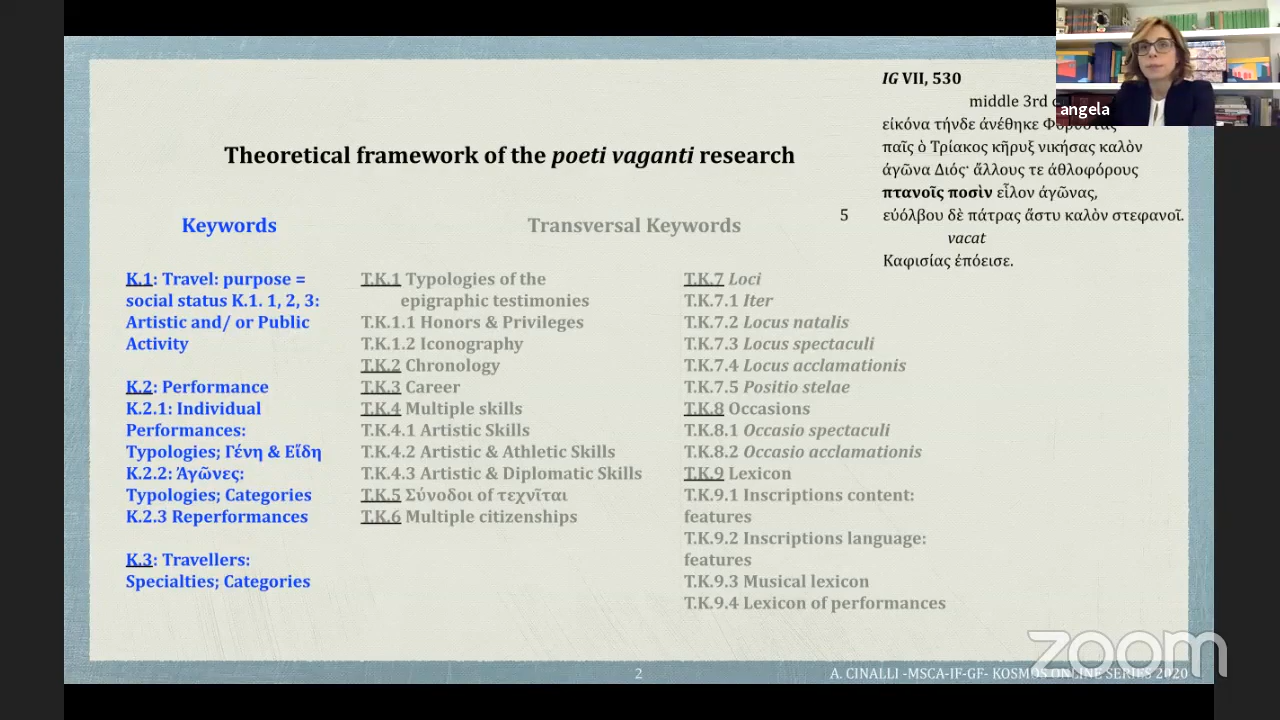 IG VII, 530
angela
middle 3rd
εἰκόνα τήνδε ἀνέθηκε
Theoretical framework of the poeti vaganti research
παῖς ὁ Τρίακος κῆρυξ νικήσας καλὸν
ἀγῶνα Διός· ἄλλους τε ἀθλοφόρους
πτανοῖς ποσὶν εἷλον ἀγῶνας,
5 εὐόλβου δὲ πάτρας ἄστυ καλὸν στεφανοῖ.
vacat
Καφισίας ἐπόεισε.
Keywords
K.1: Travel: purpose =
social status K.1. 1, 2, 3:
Artistic and/ or Public
Activity
K.2: Performance
K.2.1: Individual
Performances:
Typologies; Γένη & Εἴδη
K.2.2: Ἀγῶνες:
Typologies; Categories
K.2.3 Reperformances
K.3: Travellers:
Specialties; Categories
Transversal Keywords
T.K.1 Typologies of the
epigraphic testimonies
T.K.1.1 Honors & Privileges
T.K.1.2 Iconography
T.K.2 Chronology
T.K.3 Career
T.K.4 Multiple skills
T.K.4.1 Artistic Skills
T.K.4.2 Artistic & Athletic Skills
T.K.4.3 Artistic & Diplomatic Skills
T.K.5 Σύνοδοι of τεχνῖται
T.K.6 Multiple citizenships
T.K.7 Loci
T.K.7.1 Iter
T.K.7.2 Locus natalis
T.K.7.3 Locus spectaculi
T.K.7.4 Locus acclamationis
T.K.7.5 Positio stelae
T.K.8 Occasions
T.K.8.1 Occasio spectaculi
T.K.8.2 Occasio acclamationis
T.K.9 Lexicon
T.K.9.1 Inscriptions content:
features
T.K.9.2 Inscriptions language:
features
T.K.9.3 Musical lexicon
T.K.9.4 Lexicon of performances
zoom
2
A. CINALLI -MSCA-IF-GF- KOSMOS ONLINE SERIES 2020